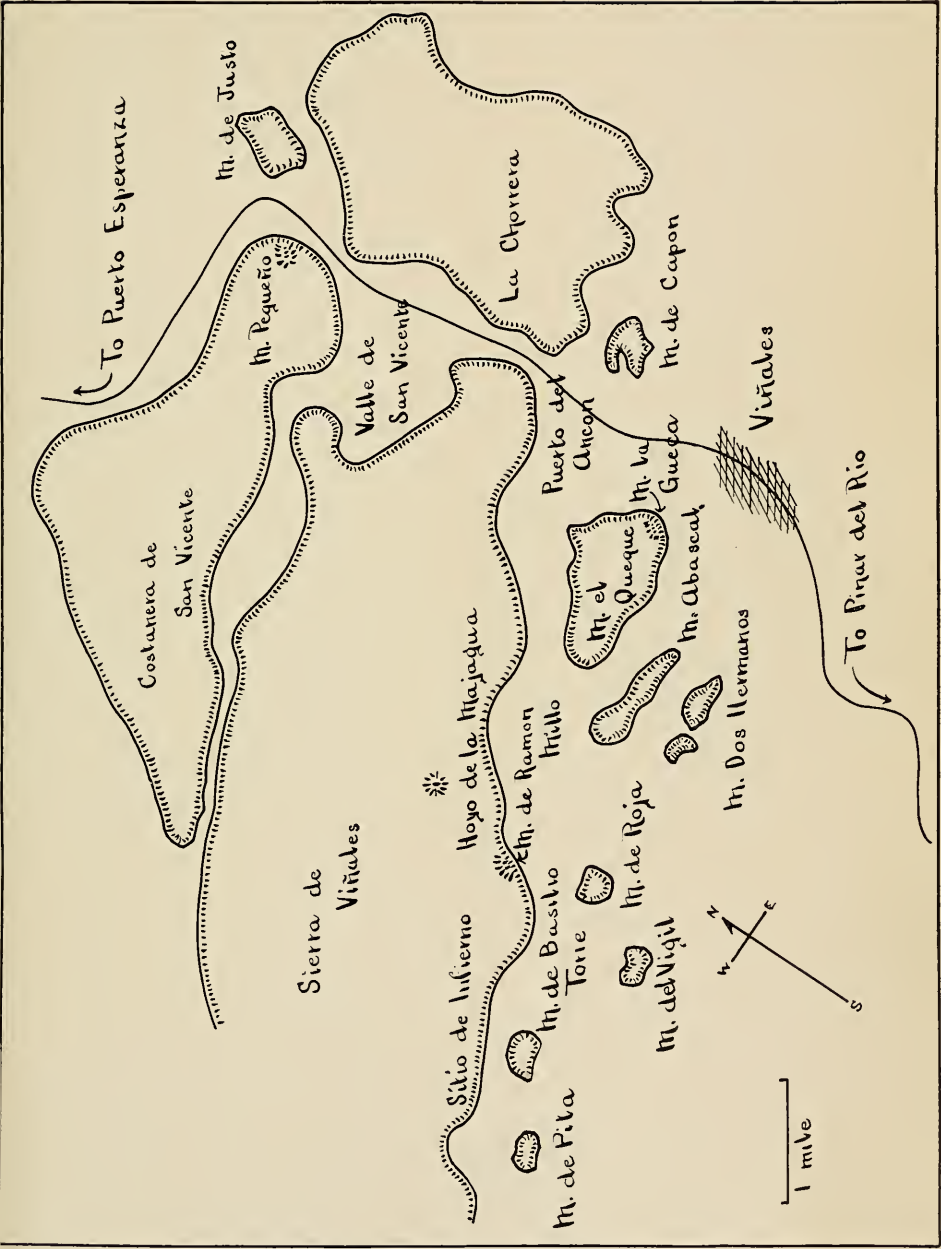 To Puerto Esperanza
Costanera de
San Vicente
M. de Justo
M. Pequeño
Sierra de
Viñales
Valle de
San Vicente
Sitio de Infierno
Hoyo de la Majagua
La Chorrera
M. de Ramon
Millo
M. de Basilio
Torre
Puerto del
Ancon
M. de Pita
M. el
Queque
M. la
Gueca
M. de Roja
M. del Vigil
M. de Capon
M. Abascal
M. Dos Hermanos
Viñales
N
W
E
S
1 mile
To Pinar del Rio